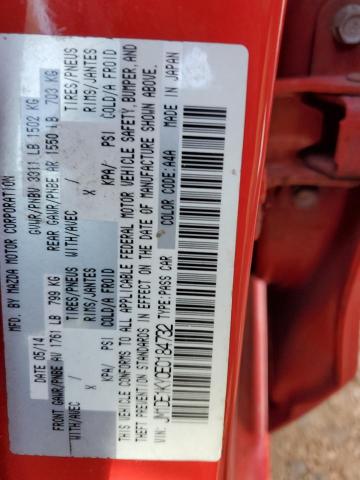 MFD. BY MAZDA MOTOR CORPORATION
DATE 05/14 GVWR/PNBV 3311 LB 1502 KG
FRONT GAWR/PNBE AV 1761 LB 799 KG REAR GAWR/PNBE AR 1550 LB 703 KG
WITH/AVEC TIRES/PNEUS WITH/AVEC TIRES/PNEUS
/ x RIMS/JANTES / x RIMS/JANTES
KPA/ PSI COLD/A FROID KPA/ PSI COLD/A FROID
THIS VEHICLE CONFORMS TO ALL APPLICABLE FEDERAL MOTOR VEHICLE SAFETY, BUMPER, AND
THEFT PREVENTION STANDARDS IN EFFECT ON THE DATE OF MANUFACTURE SHOWN ABOVE.
TYPE:PASS CAR COLOR CODE:A4A MADE IN JAPAN